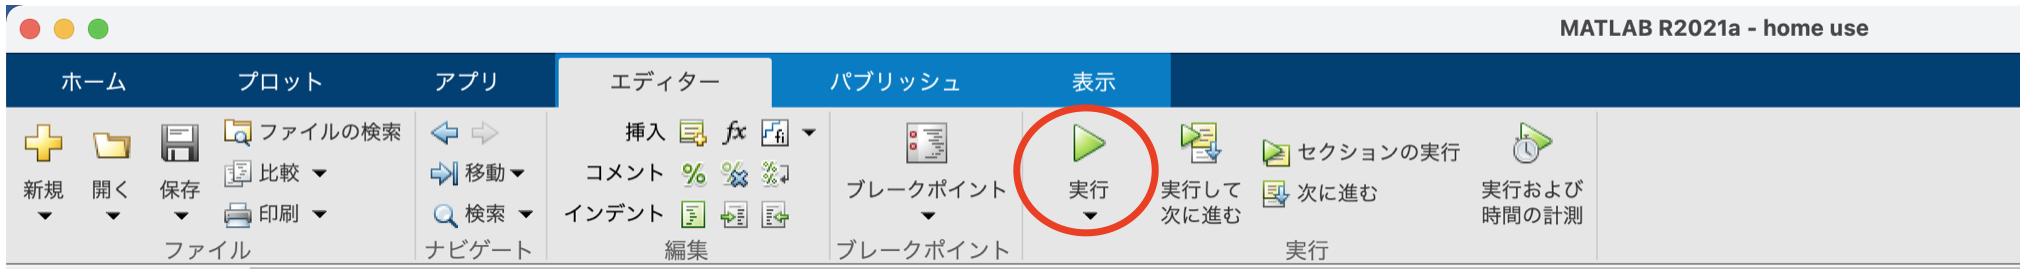 MATLAB R2021a - home use
ホーム
プロット
アプリ
エディター
パブリッシュ
表示
新規
開く
保存
ファイルの検索
比較
印刷
ファイル
移動
検索
ナビゲート
挿入
fx
fi
コメント
%
インデント
編集
ブレークポイント
ブレークポイント
実行
実行して
次に進む
セクションの実行
次に進む
実行および
時間の計測
実行